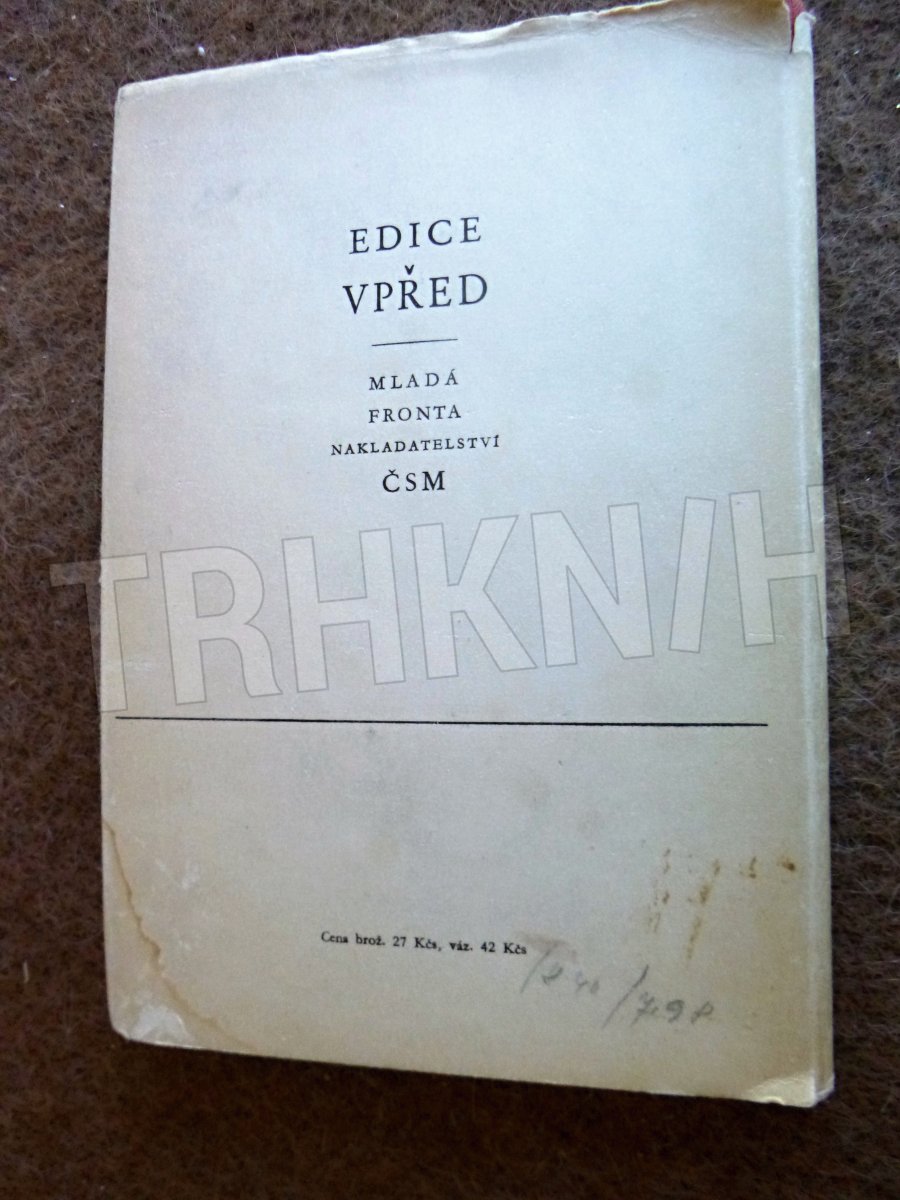 EDICE
VPŘED
MLADÁ
FRONTA
NAKLADATELSTVÍ
ČSM
TRHKNIH
Cena brož. 27 Kčs, váz. 42 Kčs